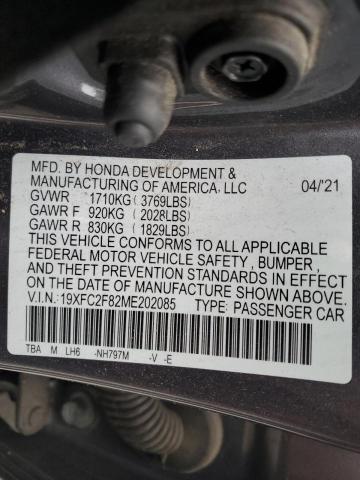 MFD. BY HONDA DEVELOPMENT &
MANUFACTURING OF AMERICA, LLC 04/'21
GVWR 1710KG (3769LBS)
GAWR F 920KG (2028LBS)
GAWR R 830KG (1829LBS)
THIS VEHICLE CONFORMS TO ALL APPLICABLE
FEDERAL MOTOR VEHICLE SAFETY, BUMPER,
AND THEFT PREVENTION STANDARDS IN EFFECT
ON THE DATE OF MANUFACTURE SHOWN ABOVE.
V.I.N.: 19XFC2F82ME202085 TYPE: PASSENGER CAR
TBA M LH6 -NH797M -V -E